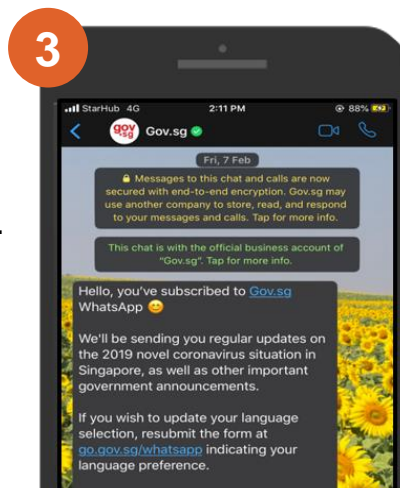 3
StarHub 4G 2:11 PM 88%
gov
.sg
Gov.sg
Fri, 7 Feb
Messages to this chat and calls are now
secured with end-to-end encryption. Gov.sg may
use another company to store, read, and respond
to your messages and calls. Tap for more info.
This chat is with the official business account of
"Gov.sg". Tap for more info.
Hello, you've subscribed to Gov.sg
WhatsApp 😊
We'll be sending you regular updates on
the 2019 novel coronavirus situation in
Singapore, as well as other important
government announcements.
If you wish to update your language
selection, resubmit the form at
go.gov.sg/whatsapp indicating your
language preference.